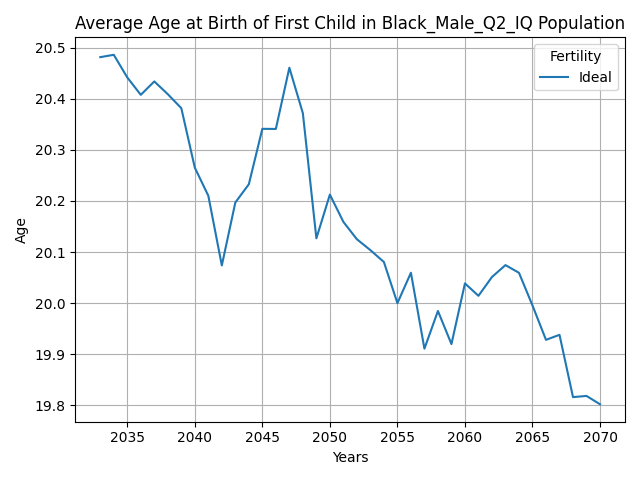 Average Age at Birth of First Child in Black_Male_Q2_IQ Population
Fertility
Ideal
Age
20.5
20.4
20.3
20.2
20.1
20.0
19.9
19.8
2035 2040 2045 2050 2055 2060 2065 2070
Years